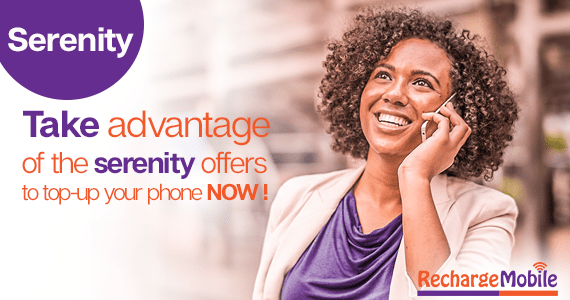 Serenity
Take advantage
of the serenity offers
to top-up your phone NOW !
RechargeMobile